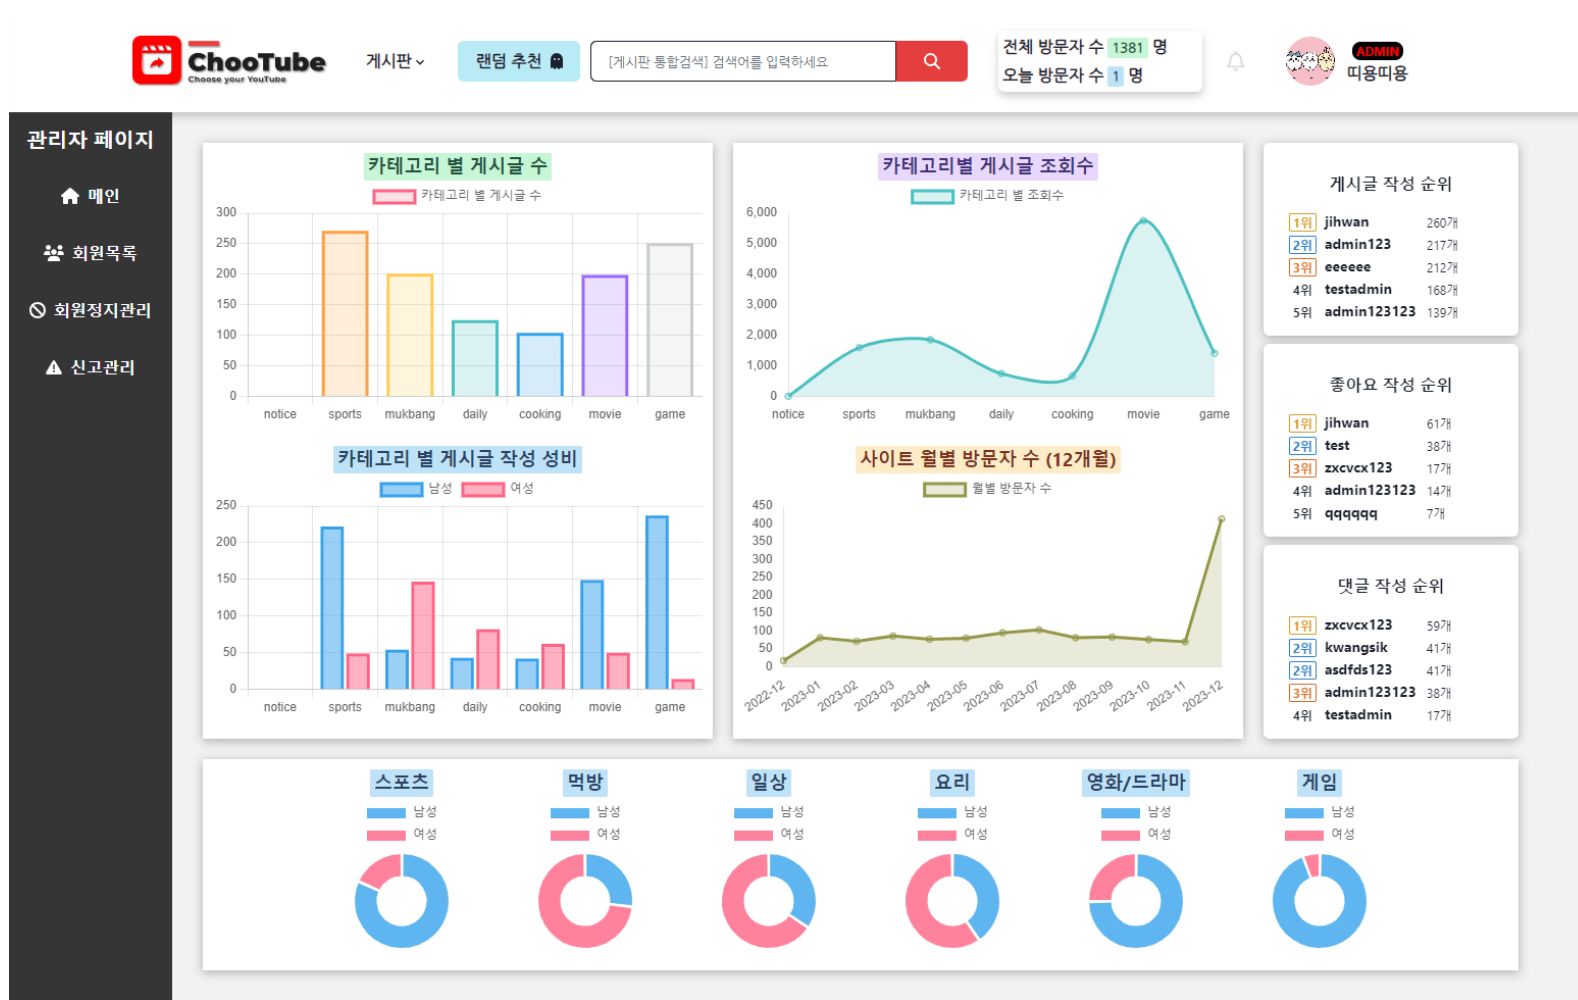 ChooTube
Choose your YouTube
게시판
랜덤 추천
[게시판 통합검색] 검색어를 입력하세요
전체 방문자 수 1381 명
오늘 방문자 수 1 명
ADMIN
띠용띠용
관리자 페이지
메인
회원목록
회원정지관리
신고관리
카테고리 별 게시글 수
카테고리 별 게시글 수
300
250
200
150
100
50
0
notice sports mukbang daily cooking movie game
카테고리별 게시글 조회수
카테고리 별 조회수
6,000
5,000
4,000
3,000
2,000
1,000
0
notice sports mukbang daily cooking movie game
카테고리 별 게시글 작성 성비
남성 여성
250
200
150
100
50
0
notice sports mukbang daily cooking movie game
사이트 월별 방문자 수 (12개월)
월별 방문자 수
450
400
350
300
250
200
150
100
50
0
2022-12 2023-01 2023-02 2023-03 2023-04 2023-05 2023-06 2023-07 2023-08 2023-09 2023-10 2023-11 2023-12
게시글 작성 순위
1위 jihwan 260개
2위 admin123 217개
3위 eeeeee 212개
4위 testadmin 168개
5위 admin123123 139개
좋아요 작성 순위
1위 jihwan 61개
2위 test 38개
3위 zxcvcx123 17개
4위 admin123123 14개
5위 qqqqqq 7개
댓글 작성 순위
1위 zxcvcx123 59개
2위 kwangsik 41개
2위 asdfds123 41개
3위 admin123123 38개
4위 testadmin 17개
스포츠
남성
여성
먹방
남성
여성
일상
남성
여성
요리
남성
여성
영화/드라마
남성
여성
게임
남성
여성